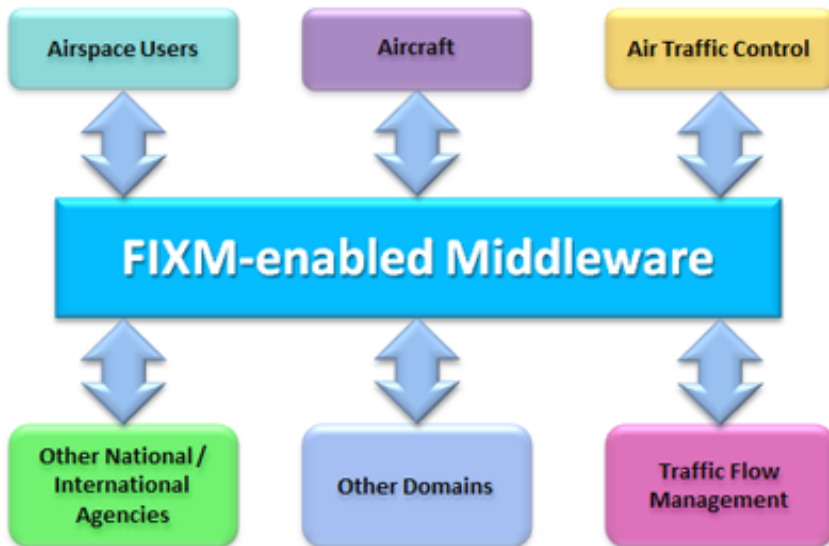 Airspace Users
Aircraft
Air Traffic Control
FIXM-enabled Middleware
Other National /
International
Agencies
Other Domains
Traffic Flow
Management